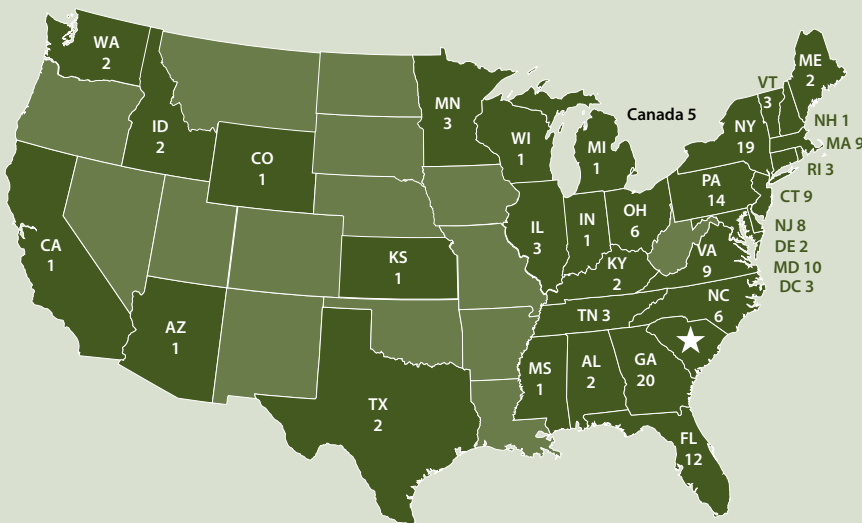 WA
2
ID
2
CO
1
CA
1
AZ
1
KS
1
TX
2
MN
3
WI
1
MI
1
Canada 5
IL
3
IN
1
OH
6
KY
2
TN 3
MS
1
AL
2
GA
20
FL
12
NC
6
VA
9
PA
14
NY
19
VT
3
ME
2
NH 1
MA 9
RI 3
CT 9
NJ 8
DE 2
MD 10
DC 3